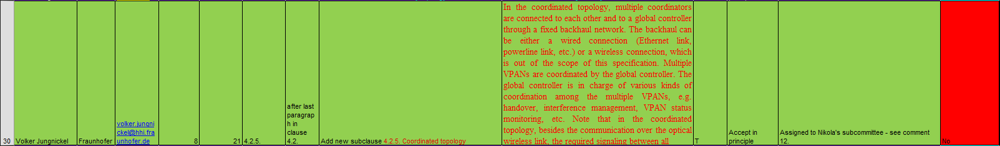 In the coordinated topology, multiple coordinators
are connected to each other and to a global controller
through a fixed backhaul network. The backhaul can
be either a wired connection (Ethernet link,
powerline link, etc.) or a wireless connection, which
is out of the scope of this specification. Multiple
VPANs are coordinated by the global controller. The
global controller is in charge of various kinds of
coordination among the multiple VPANs, e.g.
handover, interference management, VPAN status
monitoring, etc. Note that in the coordinated
topology, besides the communication over the optical
wireless link, the required signaling between all
30
Volker Jungnickel
Fraunhofer
volker.jungni
ckel@hhi.fra
unhofer.de
8
21
4.2.5.
after last
paragrap
h in
clause
4.2.
Add new subclause 4.2.5. Coordinated topology
T
Accept in
principle
Assigned to Nikola's subcommittee - see comment
12.
No